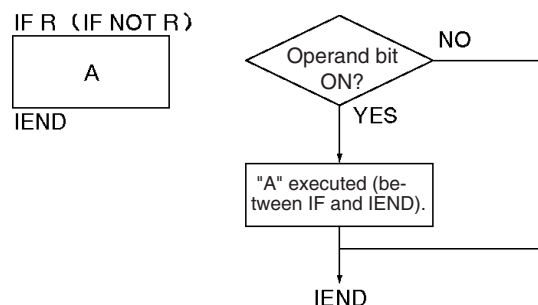 IF R (IF NOT R)
A
IEND
Operand bit
ON?
NO
YES
"A" executed (be-
tween IF and IEND).
IEND